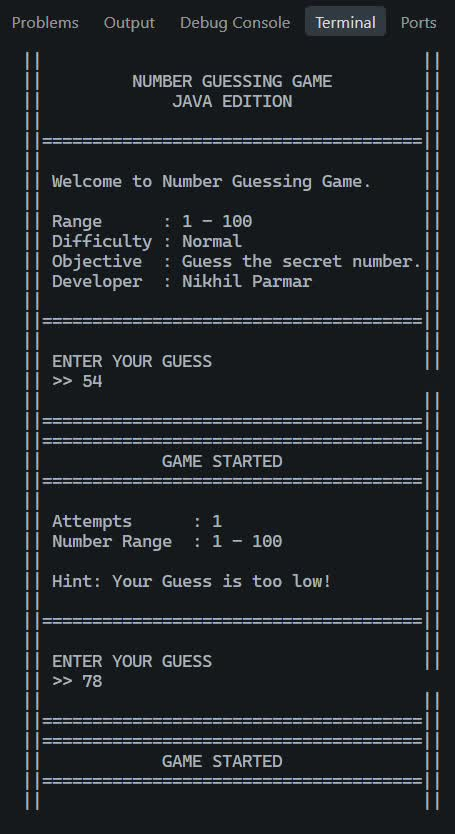 Problems Output Debug Console Terminal Ports
|| ||
|| NUMBER GUESSING GAME ||
|| JAVA EDITION ||
|| ||
||======================================||
|| ||
|| Welcome to Number Guessing Game. ||
|| ||
|| Range : 1 - 100 ||
|| Difficulty : Normal ||
|| Objective : Guess the secret number.||
|| Developer : Nikhil Parmar ||
|| ||
||======================================||
|| ||
|| ENTER YOUR GUESS ||
|| >> 54
|| ||
||======================================||
||======================================||
|| GAME STARTED ||
||======================================||
|| ||
|| Attempts : 1 ||
|| Number Range : 1 - 100 ||
|| ||
|| Hint: Your Guess is too low! ||
|| ||
||======================================||
|| ||
|| ENTER YOUR GUESS ||
|| >> 78
|| ||
||======================================||
||======================================||
|| GAME STARTED ||
||======================================||
|| ||